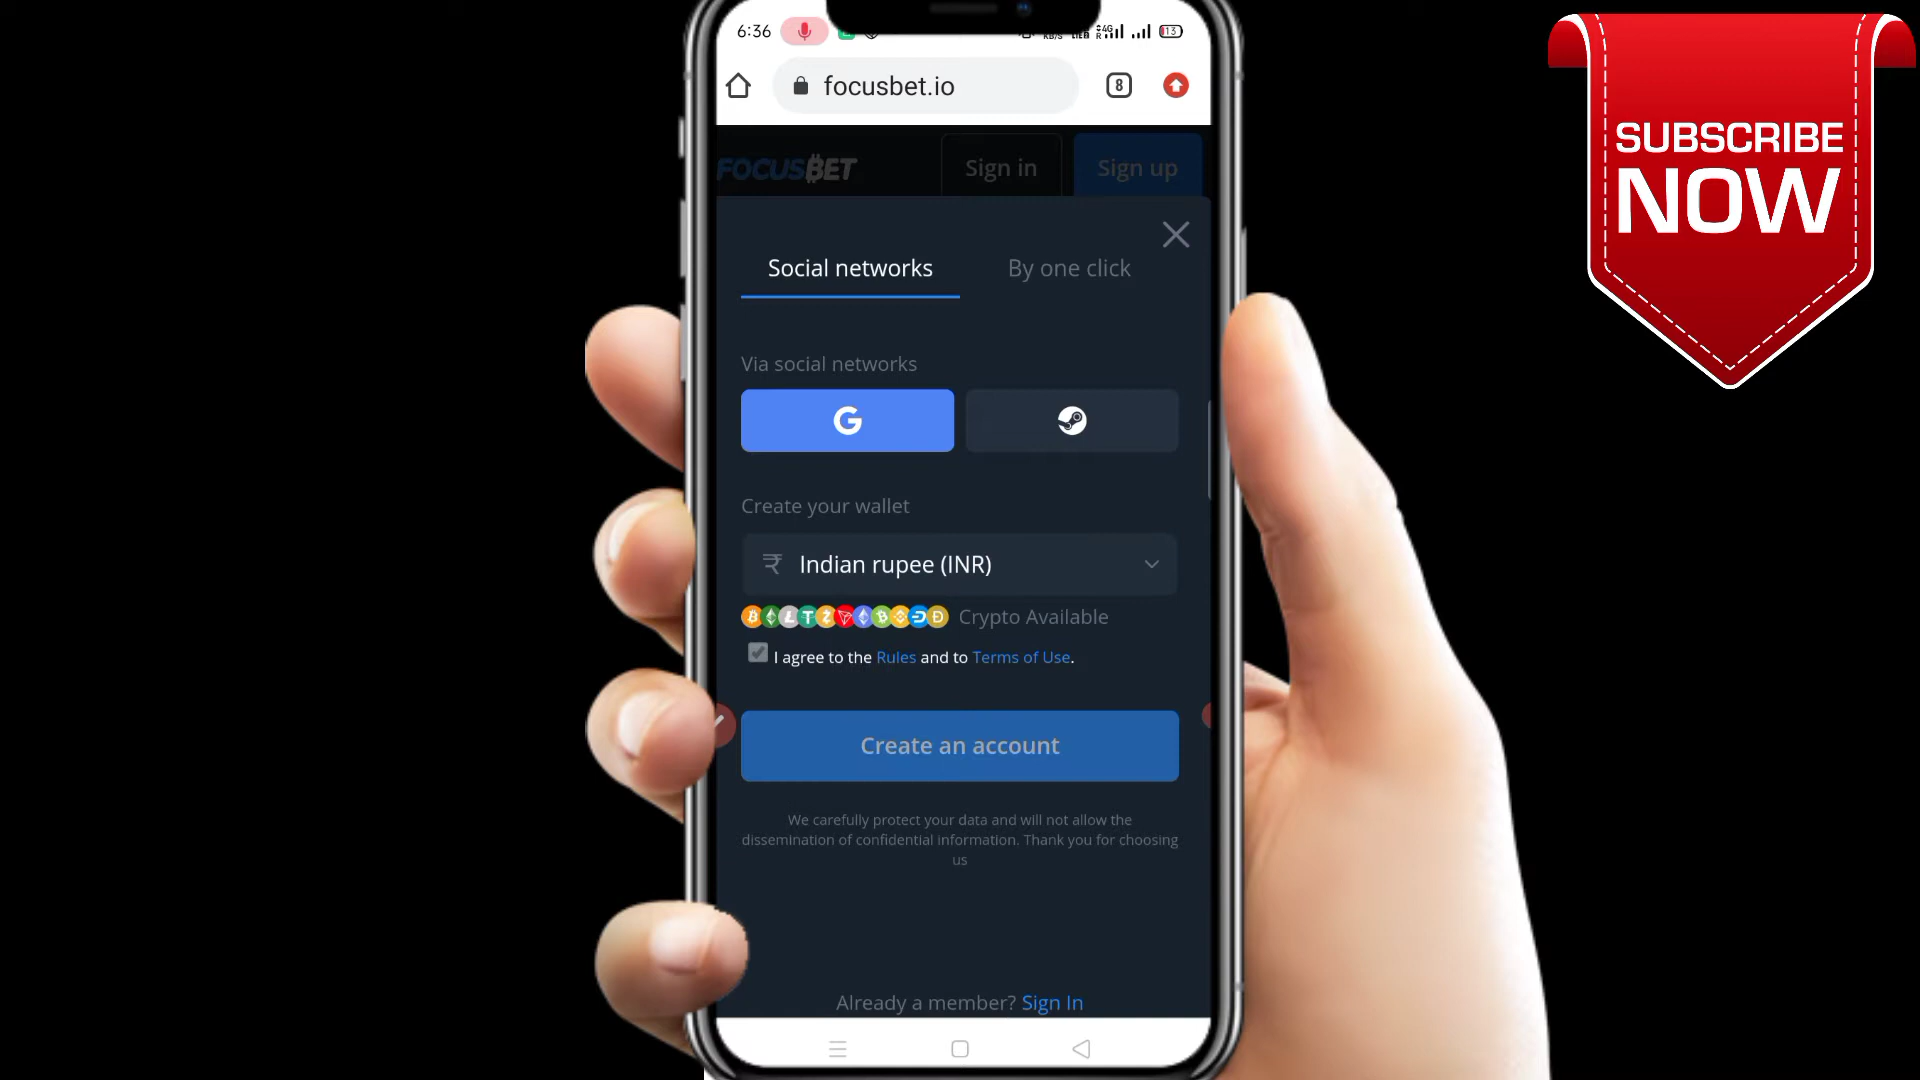 6:36
KB/S
4G
R
13
focusbet.io
8
FOCUSBET
Sign in
Sign up
Social networks
By one click
Via social networks
G
Create your wallet
₹ Indian rupee (INR)
Crypto Available
I agree to the Rules and to Terms of Use.
Create an account
We carefully protect your data and will not allow the
dissemination of confidential information. Thank you for choosing
us
Already a member? Sign In
SUBSCRIBE
NOW